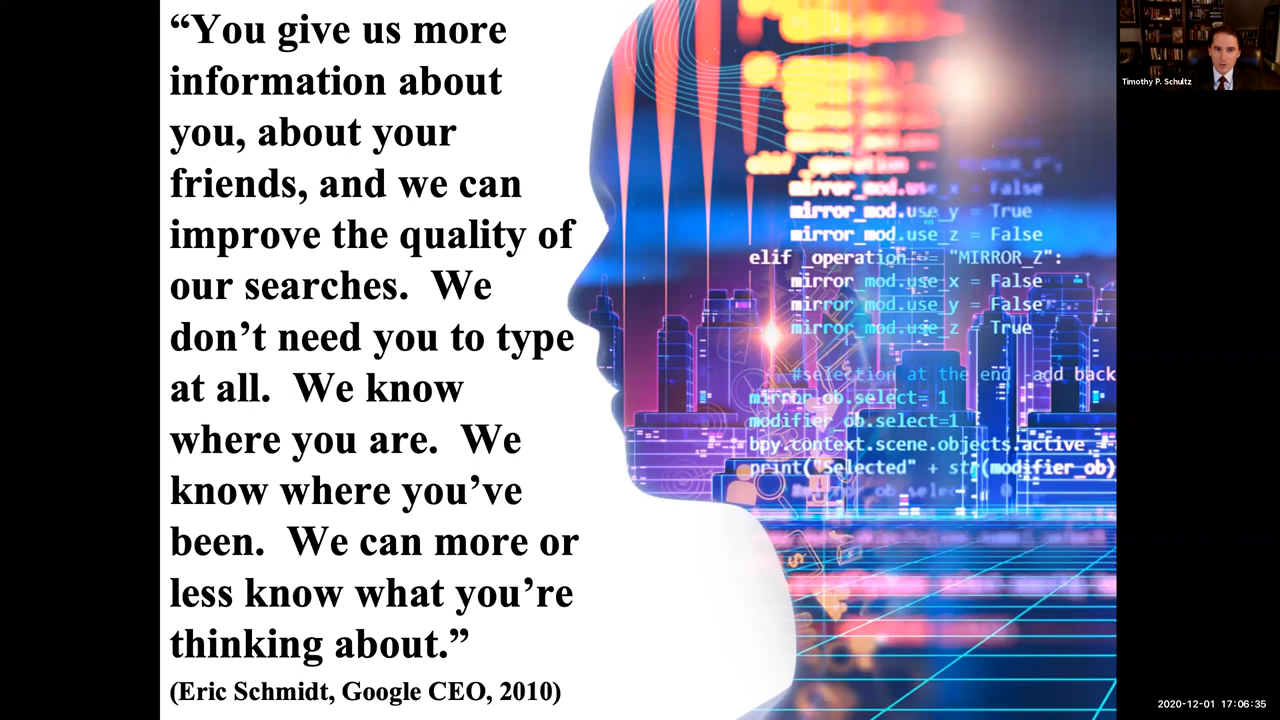 “You give us more
information about
you, about your
friends, and we can
improve the quality of
our searches.  We
don’t need you to type
at all.  We know
where you are.  We
know where you’ve
been.  We can more or
less know what you’re
thinking about.”
(Eric Schmidt, Google CEO, 2010)
mirror_mod.use_x = False
mirror_mod.use_y = True
mirror_mod.use_z = False
elif _operation == "MIRROR_Z":
mirror_mod.use_x = False
mirror_mod.use_y = False
mirror_mod.use_z = True
#selection at the end -add back
mirror_ob.select= 1
modifier_ob.select=1
bpy.context.scene.objects.active =
print("Selected" + str(modifier_ob)
Timothy P. Schultz
2020-12-01 17:06:35